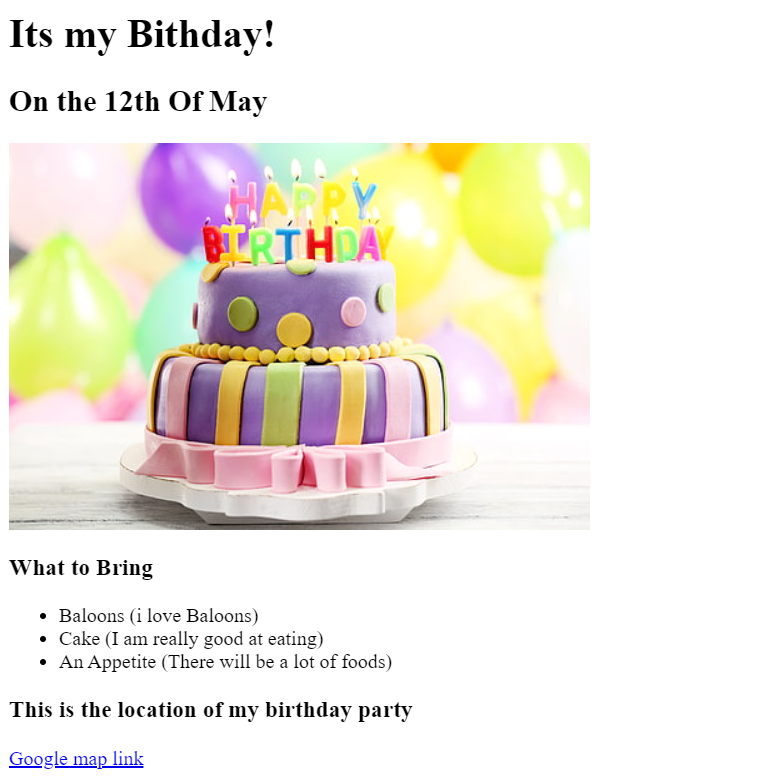 Its my Bithday!
On the 12th Of May
HAPPY
BIRTHDAY
What to Bring
Baloons (i love Baloons)
Cake (I am really good at eating)
An Appetite (There will be a lot of foods)
This is the location of my birthday party
Google map link